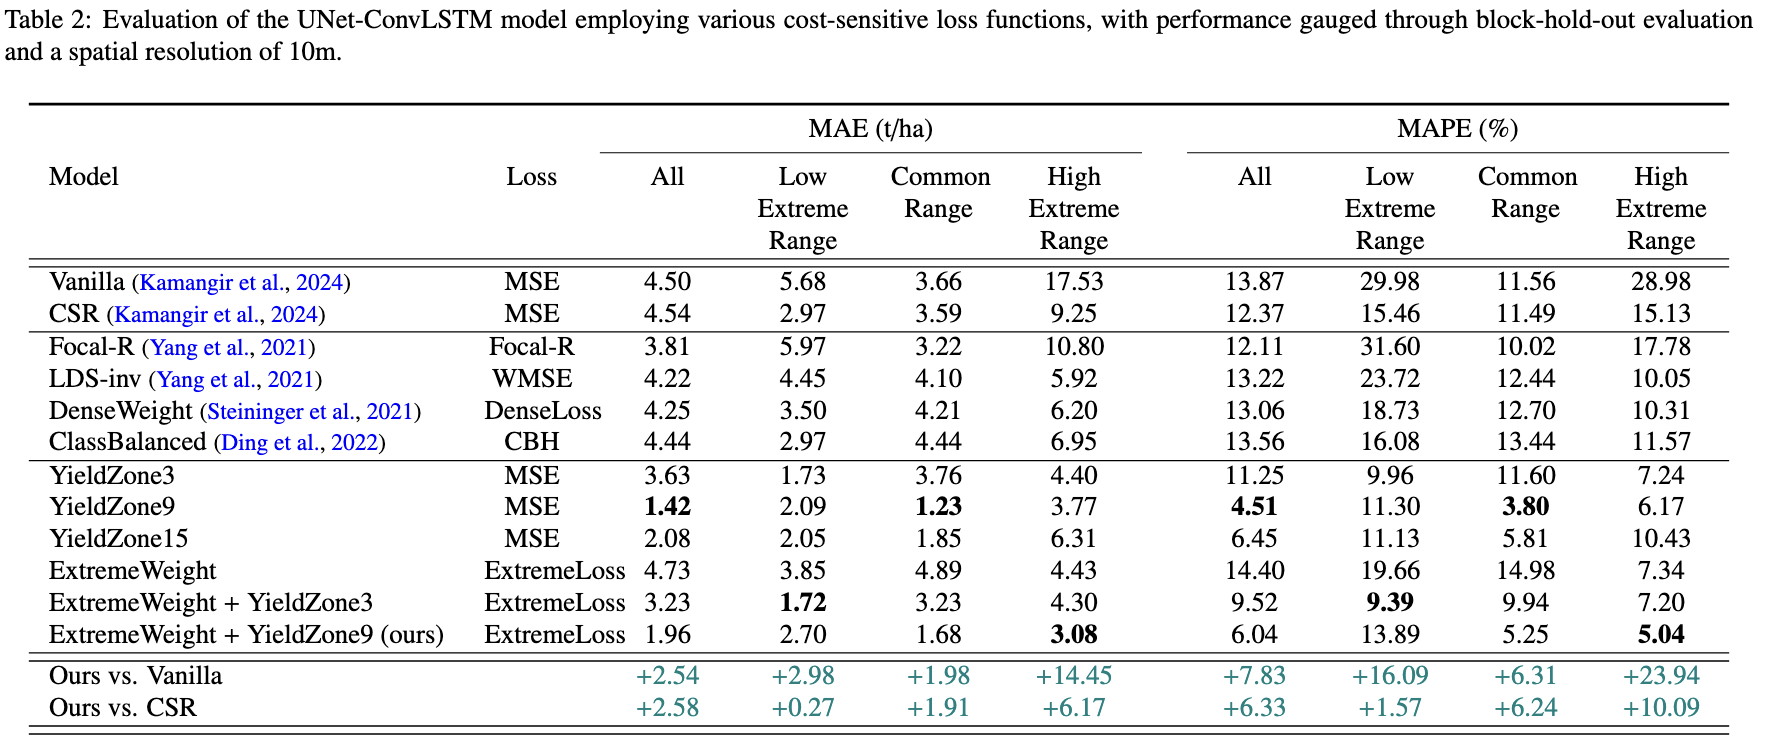 Table 2: Evaluation of the UNet-ConvLSTM model employing various cost-sensitive loss functions, with performance gauged through block-hold-out evaluation
and a spatial resolution of 10m.
MAE (t/ha) MAPE (%)
Model Loss All Low Common High All Low Common High
Extreme Range Extreme Extreme Range Extreme
Range Range Range Range
Vanilla (Kamangir et al., 2024) MSE 4.50 5.68 3.66 17.53 13.87 29.98 11.56 28.98
CSR (Kamangir et al., 2024) MSE 4.54 2.97 3.59 9.25 12.37 15.46 11.49 15.13
Focal-R (Yang et al., 2021) Focal-R 3.81 5.97 3.22 10.80 12.11 31.60 10.02 17.78
LDS-inv (Yang et al., 2021) WMSE 4.22 4.45 4.10 5.92 13.22 23.72 12.44 10.05
DenseWeight (Steininger et al., 2021) DenseLoss 4.25 3.50 4.21 6.20 13.06 18.73 12.70 10.31
ClassBalanced (Ding et al., 2022) CBH 4.44 2.97 4.44 6.95 13.56 16.08 13.44 11.57
YieldZone3 MSE 3.63 1.73 3.76 4.40 11.25 9.96 11.60 7.24
YieldZone9 MSE 1.42 2.09 1.23 3.77 4.51 11.30 3.80 6.17
YieldZone15 MSE 2.08 2.05 1.85 6.31 6.45 11.13 5.81 10.43
ExtremeWeight ExtremeLoss 4.73 3.85 4.89 4.43 14.40 19.66 14.98 7.34
ExtremeWeight + YieldZone3 ExtremeLoss 3.23 1.72 3.23 4.30 9.52 9.39 9.94 7.20
ExtremeWeight + YieldZone9 (ours) ExtremeLoss 1.96 2.70 1.68 3.08 6.04 13.89 5.25 5.04
Ours vs. Vanilla +2.54 +2.98 +1.98 +14.45 +7.83 +16.09 +6.31 +23.94
Ours vs. CSR +2.58 +0.27 +1.91 +6.17 +6.33 +1.57 +6.24 +10.09